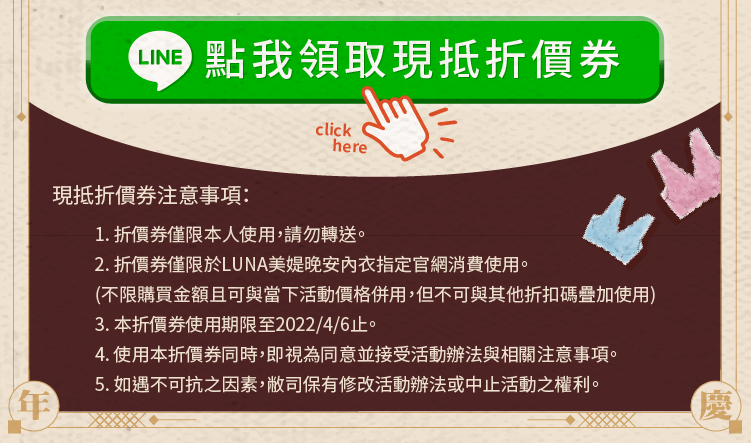 LINE 點我領取現抵折價券
click
here
現抵折價券注意事項：
1. 折價券僅限本人使用，請勿轉送。
2. 折價券僅限於LUNA美媞晚安內衣指定官網消費使用。
(不限購買金額且可與當下活動價格併用，但不可與其他折扣碼疊加使用)
3. 本折價券使用期限至2022/4/6止。
4. 使用本折價券同時，即視為同意並接受活動辦法與相關注意事項。
5. 如遇不可抗之因素，敝司保有修改活動辦法或中止活動之權利。
年 慶